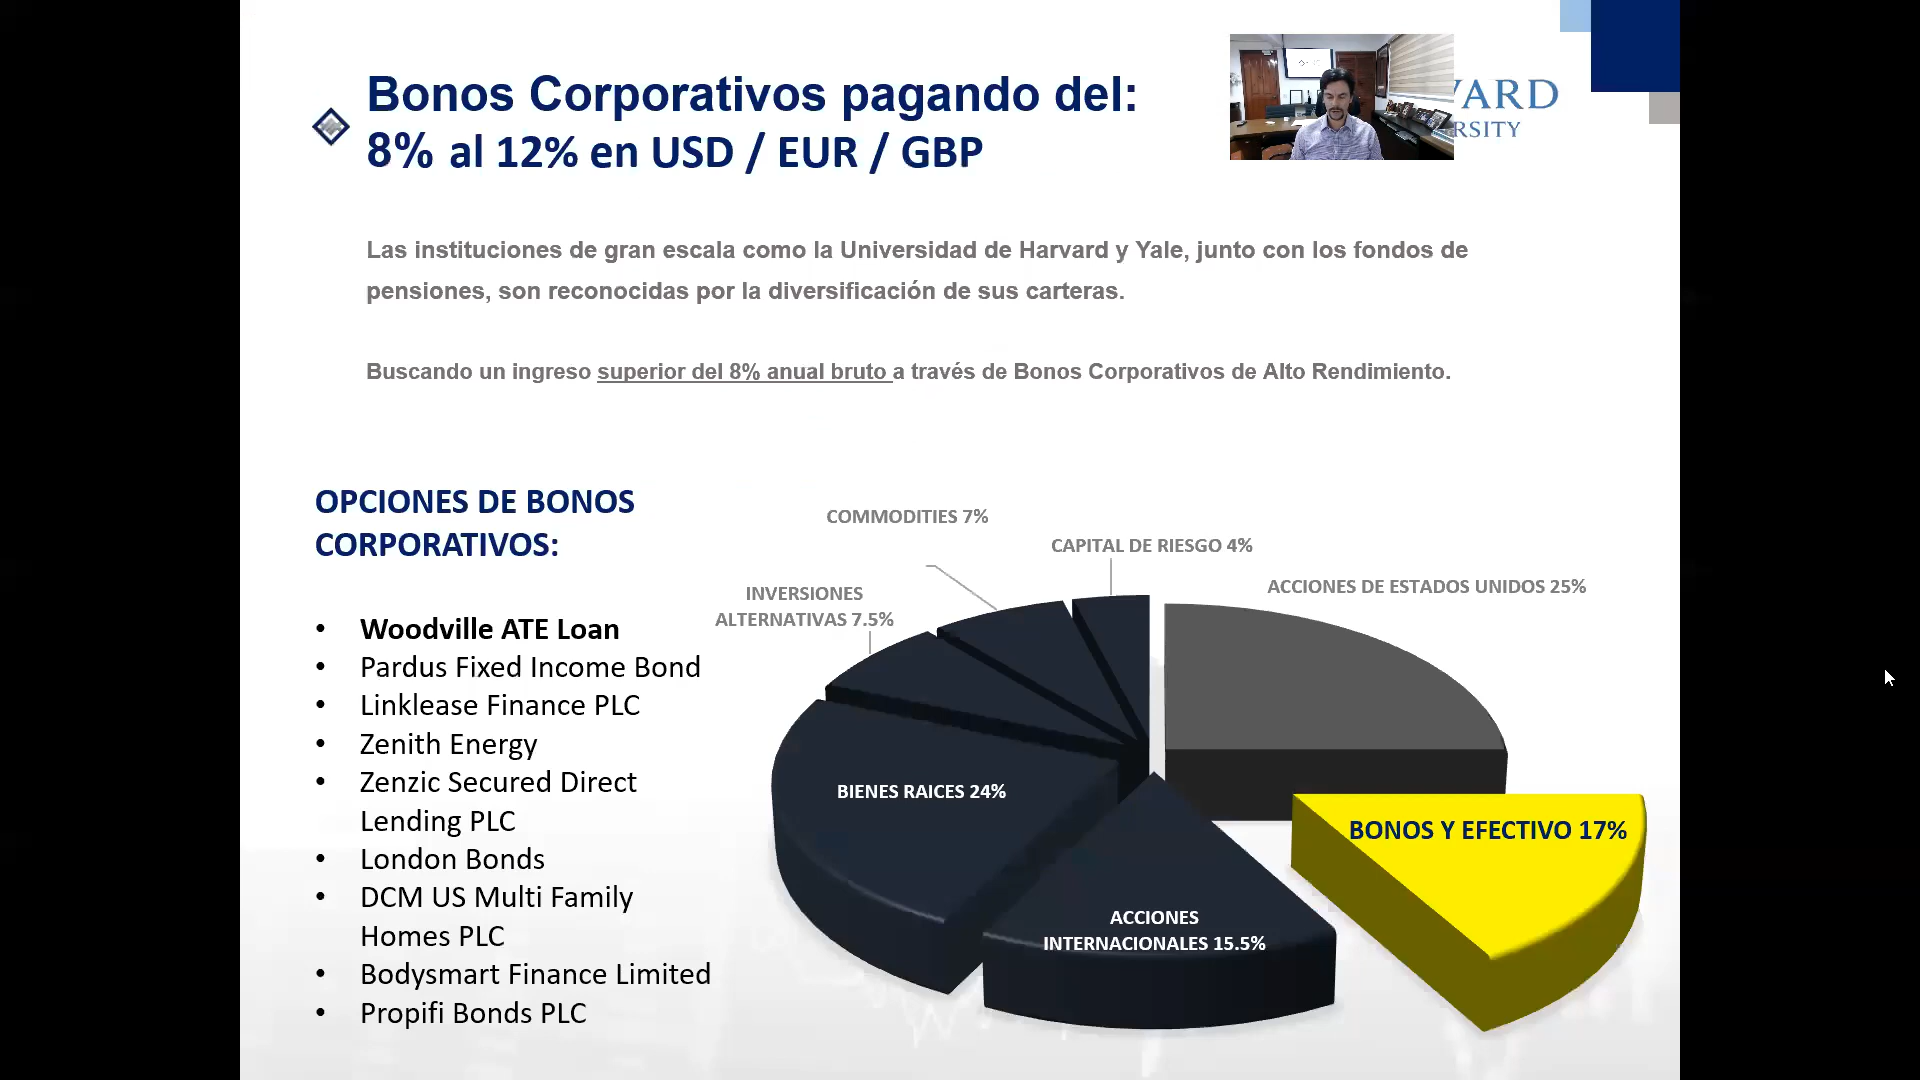 Bonos Corporativos pagando del:
8% al 12% en USD / EUR / GBP
VARD
RSITY
Las instituciones de gran escala como la Universidad de Harvard y Yale, junto con los fondos de
pensiones, son reconocidas por la diversificación de sus carteras.
Buscando un ingreso superior del 8% anual bruto a través de Bonos Corporativos de Alto Rendimiento.
OPCIONES DE BONOS
CORPORATIVOS:
• Woodville ATE Loan
• Pardus Fixed Income Bond
• Linklease Finance PLC
• Zenith Energy
• Zenzic Secured Direct
Lending PLC
• London Bonds
• DCM US Multi Family
Homes PLC
• Bodysmart Finance Limited
• Propifi Bonds PLC
COMMODITIES 7%
CAPITAL DE RIESGO 4%
ACCIONES DE ESTADOS UNIDOS 25%
INVERSIONES
ALTERNATIVAS 7.5%
BIENES RAICES 24%
BONOS Y EFECTIVO 17%
ACCIONES
INTERNACIONALES 15.5%